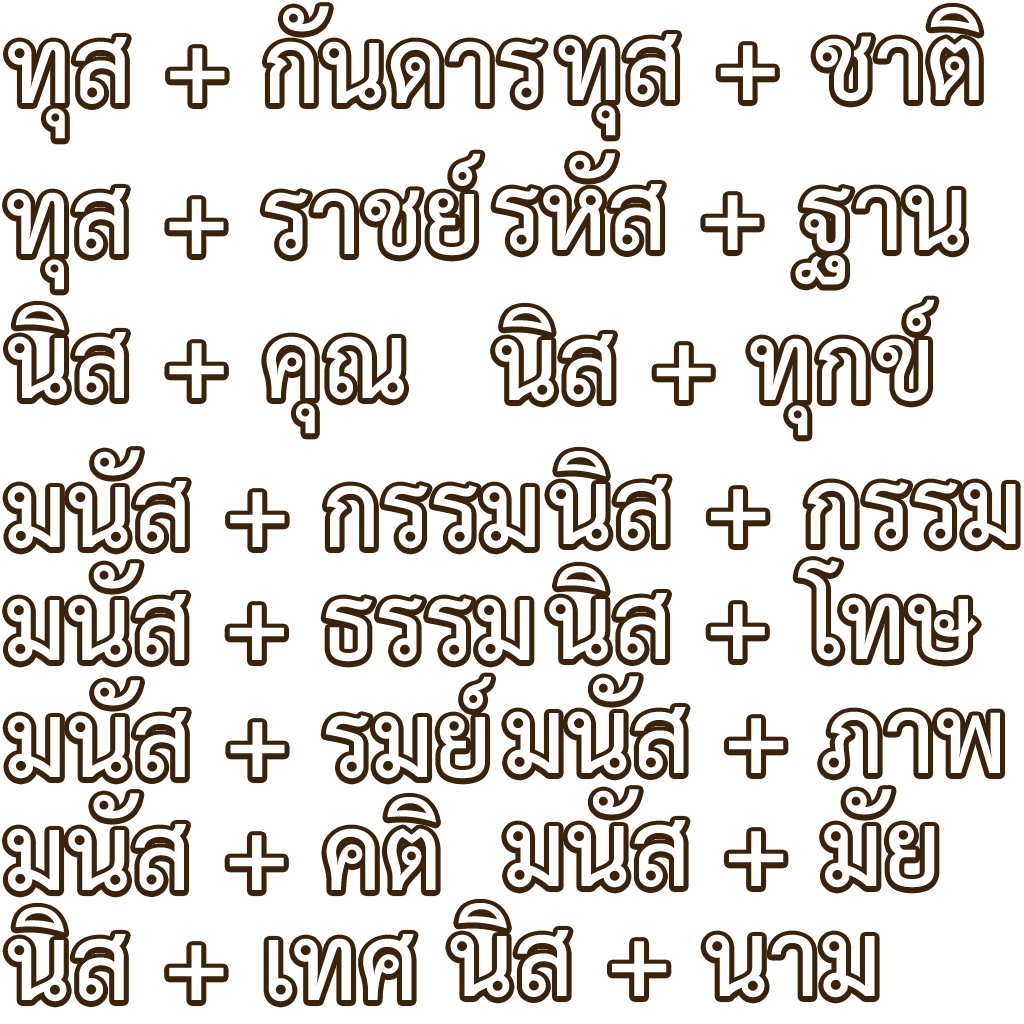 ทุส + กันดาร ทุส + ชาติ
ทุส + ราชย์ รหัส + ฐาน
นิส + คุณ นิส + ทุกข์
มนัส + กรรม นิส + กรรม
มนัส + ธรรม นิส + โทษ
มนัส + รมย์ มนัส + ภาพ
มนัส + คติ มนัส + มัย
นิส + เทศ นิส + นาม